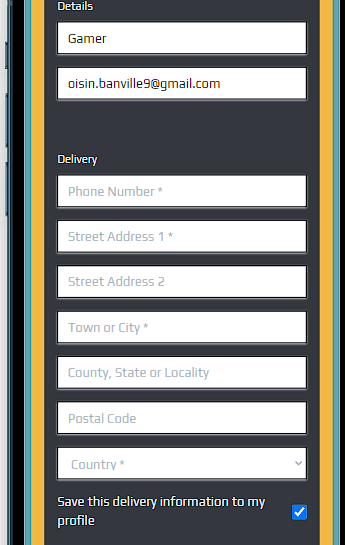 Details
Gamer
oisin.banville9@gmail.com
Delivery
Phone Number *
Street Address 1 *
Street Address 2
Town or City *
County, State or Locality
Postal Code
Country *
Save this delivery information to my
profile